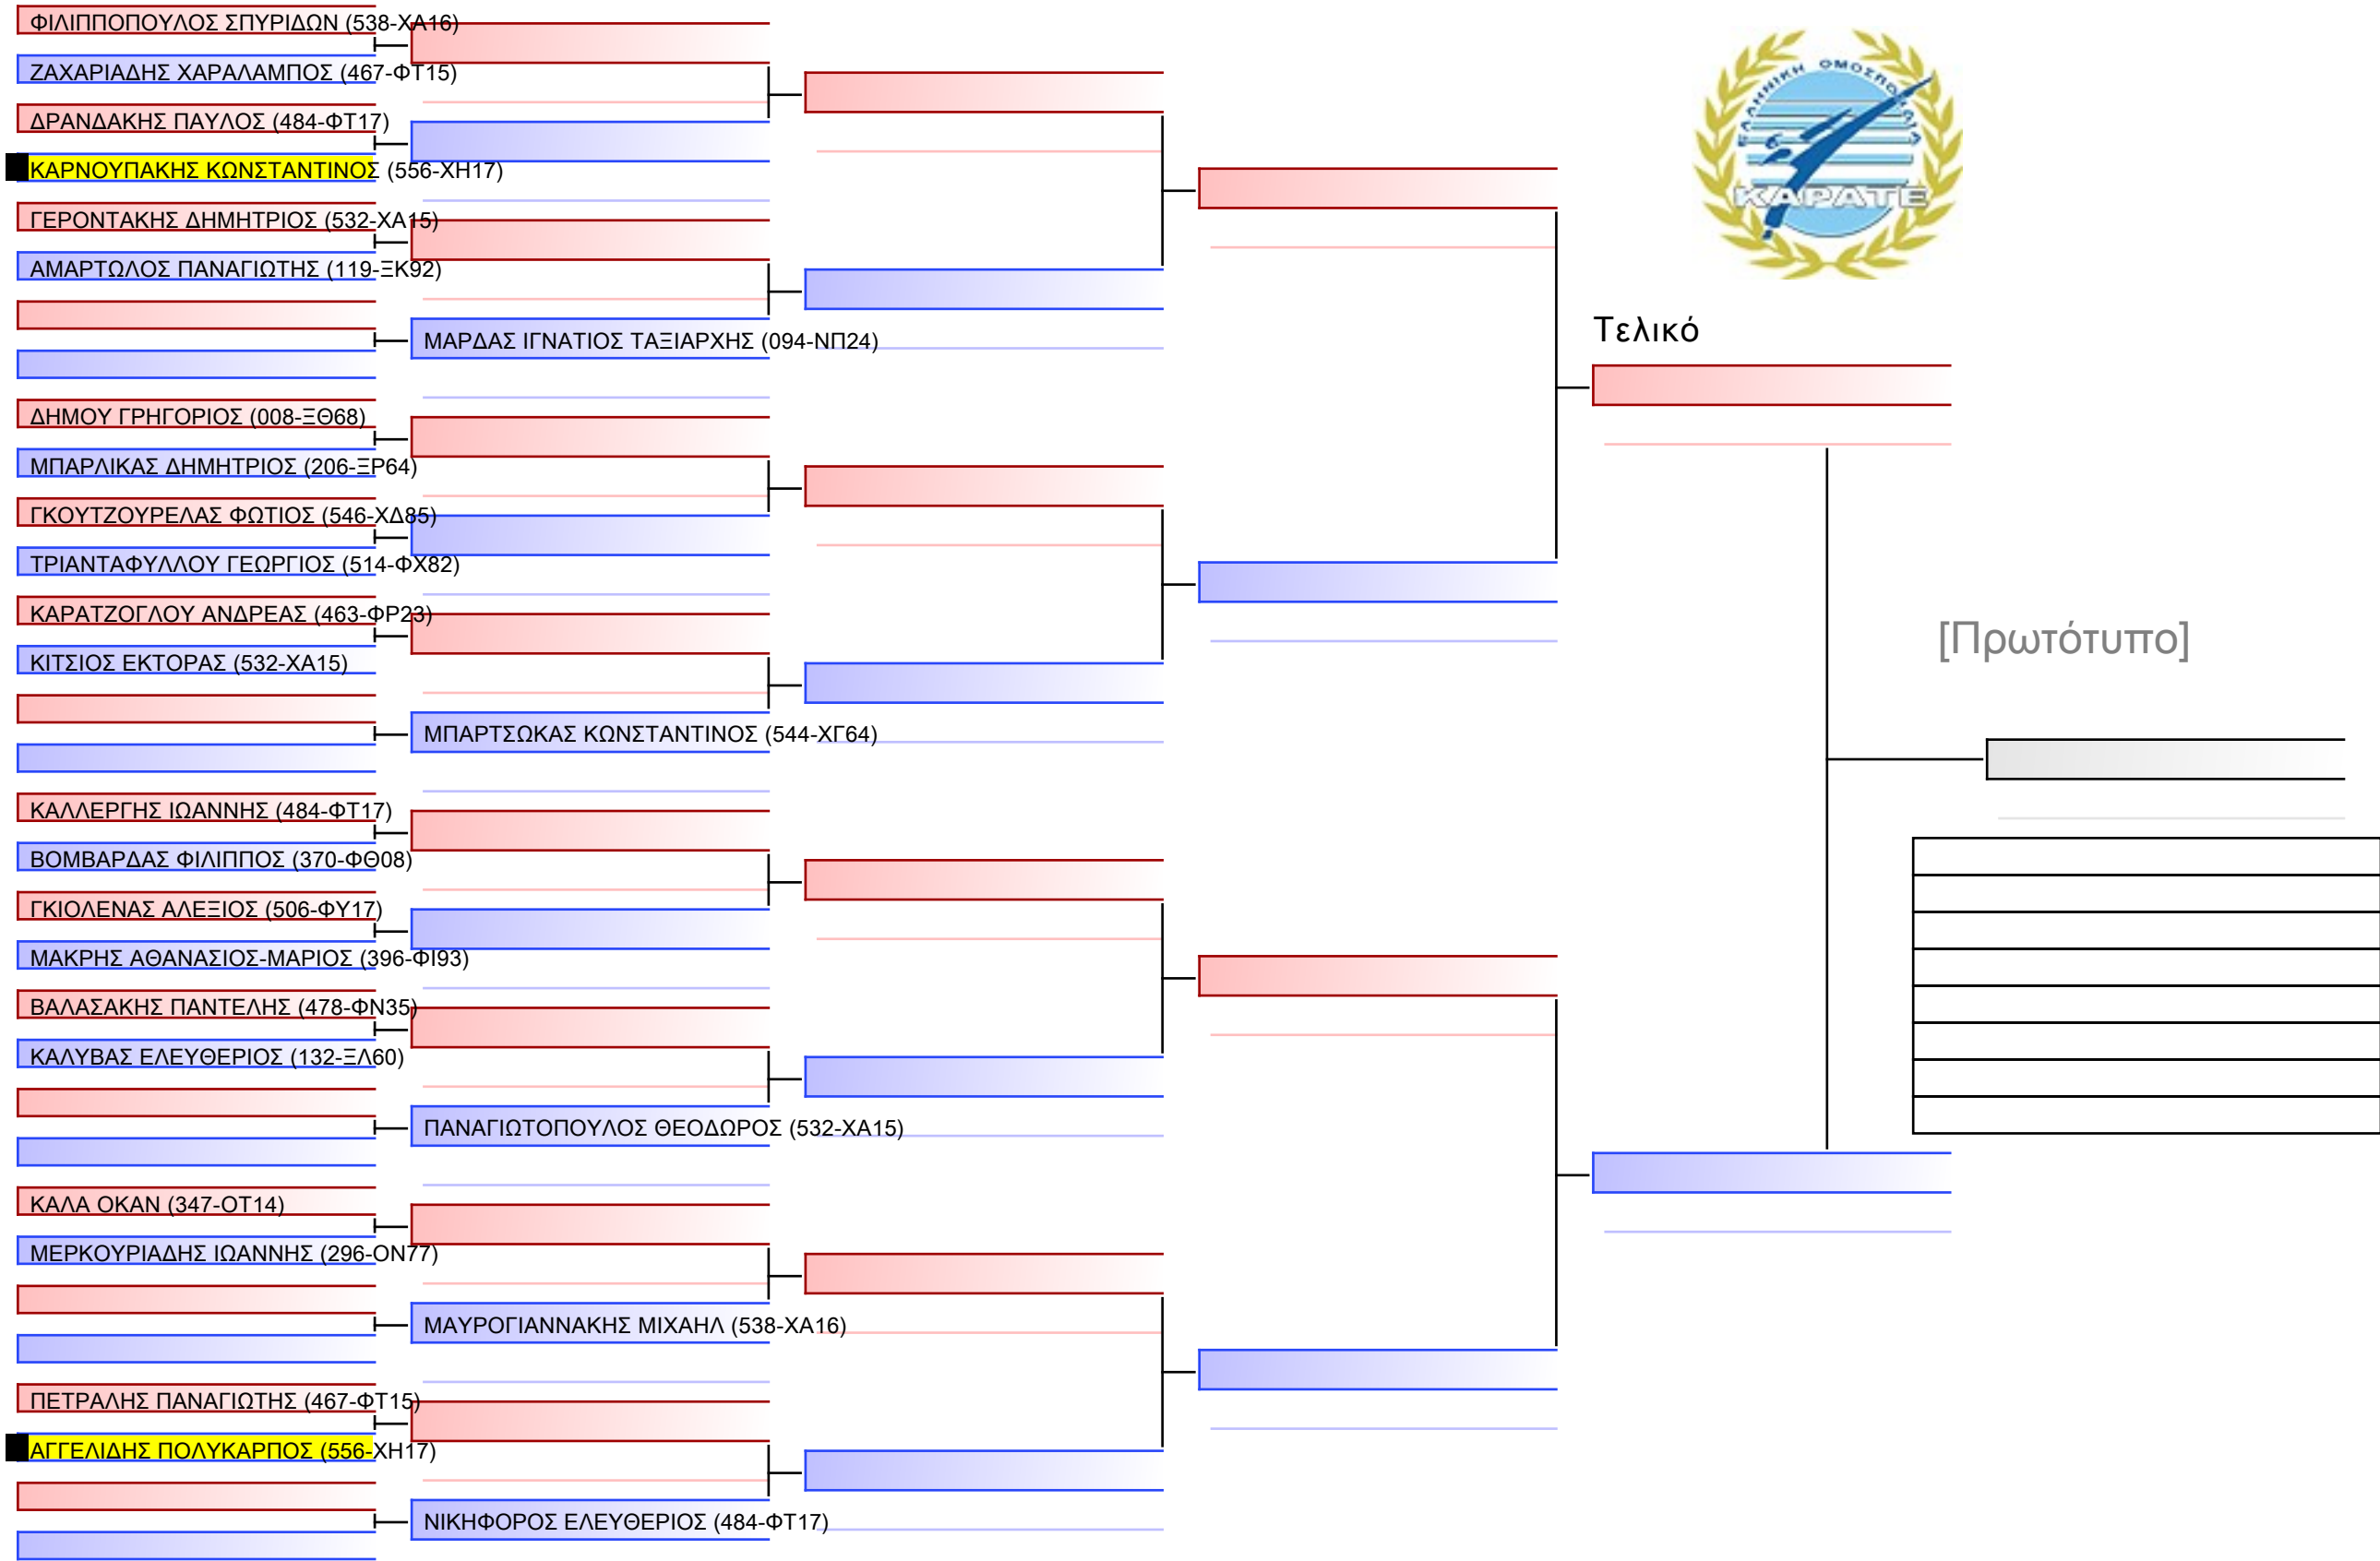 ΦΙΛΙΠΠΟΠΟΥΛΟΣ ΣΠΥΡΙΔΩΝ (538-ΧΑ16)
ΖΑΧΑΡΙΑΔΗΣ ΧΑΡΑΛΑΜΠΟΣ (467-ΦΤ15)
ΔΡΑΝΔΑΚΗΣ ΠΑΥΛΟΣ (484-ΦΤ17)
ΚΑΡΝΟΥΠΑΚΗΣ ΚΩΝΣΤΑΝΤΙΝΟΣ (556-ΧΗ17)
ΓΕΡΟΝΤΑΚΗΣ ΔΗΜΗΤΡΙΟΣ (532-ΧΑ15)
ΑΜΑΡΤΩΛΟΣ ΠΑΝΑΓΙΩΤΗΣ (119-ΞΚ92)
ΜΑΡΔΑΣ ΙΓΝΑΤΙΟΣ ΤΑΞΙΑΡΧΗΣ (094-ΝΠ24)
ΔΗΜΟΥ ΓΡΗΓΟΡΙΟΣ (008-ΞΘ68)
ΜΠΑΡΛΙΚΑΣ ΔΗΜΗΤΡΙΟΣ (206-ΞΡ64)
ΓΚΟΥΤΖΟΥΡΕΛΑΣ ΦΩΤΙΟΣ (546-ΧΔ85)
ΤΡΙΑΝΤΑΦΥΛΛΟΥ ΓΕΩΡΓΙΟΣ (514-ΦΧ82)
ΚΑΡΑΤΖΟΓΛΟΥ ΑΝΔΡΕΑΣ (463-ΦΡ23)
ΚΙΤΣΙΟΣ ΕΚΤΟΡΑΣ (532-ΧΑ15)
ΜΠΑΡΤΣΩΚΑΣ ΚΩΝΣΤΑΝΤΙΝΟΣ (544-ΧΓ64)
ΚΑΛΛΕΡΓΗΣ ΙΩΑΝΝΗΣ (484-ΦΤ17)
ΒΟΜΒΑΡΔΑΣ ΦΙΛΙΠΠΟΣ (370-ΦΘ08)
ΓΚΙΟΛΕΝΑΣ ΑΛΕΞΙΟΣ (506-ΦΥ17)
ΜΑΚΡΗΣ ΑΘΑΝΑΣΙΟΣ-ΜΑΡΙΟΣ (396-ΦΙ93)
ΒΑΛΑΣΑΚΗΣ ΠΑΝΤΕΛΗΣ (478-ΦΝ35)
ΚΑΛΥΒΑΣ ΕΛΕΥΘΕΡΙΟΣ (132-ΞΛ60)
ΠΑΝΑΓΙΩΤΟΠΟΥΛΟΣ ΘΕΟΔΩΡΟΣ (532-ΧΑ15)
ΚΑΛΑ ΟΚΑΝ (347-ΟΤ14)
ΜΕΡΚΟΥΡΙΑΔΗΣ ΙΩΑΝΝΗΣ (296-ΟΝ77)
ΜΑΥΡΟΓΙΑΝΝΑΚΗΣ ΜΙΧΑΗΛ (538-ΧΑ16)
ΠΕΤΡΑΛΗΣ ΠΑΝΑΓΙΩΤΗΣ (467-ΦΤ15)
ΑΓΓΕΛΙΔΗΣ ΠΟΛΥΚΑΡΠΟΣ (556-ΧΗ17)
ΝΙΚΗΦΟΡΟΣ ΕΛΕΥΘΕΡΙΟΣ (484-ΦΤ17)
ΕΛΛΗΝΙΚΗ ΟΜΟΣΠΟΝΔΙΑ
ΚΑΡΑΤΕ
Τελικό
[Πρωτότυπο]